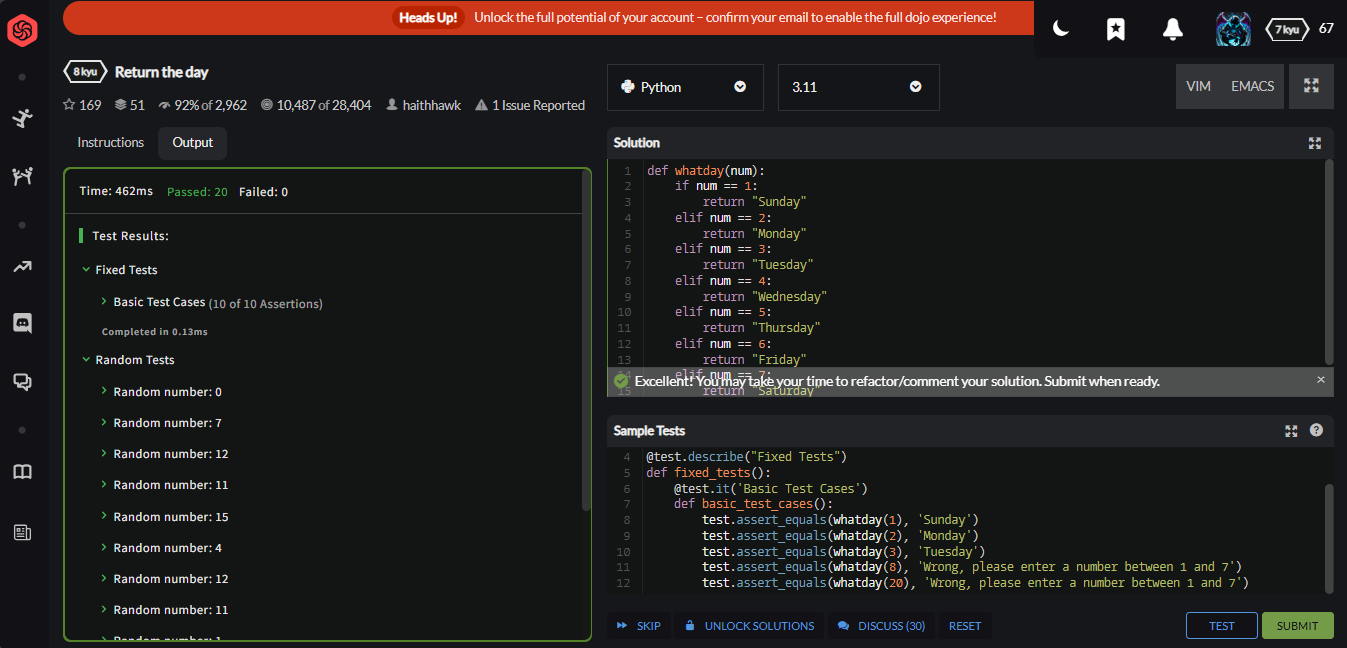 Heads Up! Unlock the full potential of your account – confirm your email to enable the full dojo experience!
7 kyu 67
8 kyu Return the day
169 51 92% of 2,962 10,487 of 28,404 haithhawk 1 Issue Reported
Instructions Output
Time: 462ms Passed: 20 Failed: 0
Test Results:
Fixed Tests
Basic Test Cases (10 of 10 Assertions)
Completed in 0.13ms
Random Tests
Random number: 0
Random number: 7
Random number: 12
Random number: 11
Random number: 15
Random number: 4
Random number: 12
Random number: 11
Random number: 1
Python 3.11 VIM EMACS
Solution
1 def whatday(num):
2     if num == 1:
3         return "Sunday"
4     elif num == 2:
5         return "Monday"
6     elif num == 3:
7         return "Tuesday"
8     elif num == 4:
9         return "Wednesday"
10     elif num == 5:
11         return "Thursday"
12     elif num == 6:
13         return "Friday"
14     elif num == 7:
Excellent! You may take your time to refactor/comment your solution. Submit when ready. ×
15         return "Saturday"
Sample Tests
4 @test.describe("Fixed Tests")
5 def fixed_tests():
6     @test.it('Basic Test Cases')
7     def basic_test_cases():
8         test.assert_equals(whatday(1), 'Sunday')
9         test.assert_equals(whatday(2), 'Monday')
10         test.assert_equals(whatday(3), 'Tuesday')
11         test.assert_equals(whatday(8), 'Wrong, please enter a number between 1 and 7')
12         test.assert_equals(whatday(20), 'Wrong, please enter a number between 1 and 7')
SKIP UNLOCK SOLUTIONS DISCUSS (30) RESET TEST SUBMIT